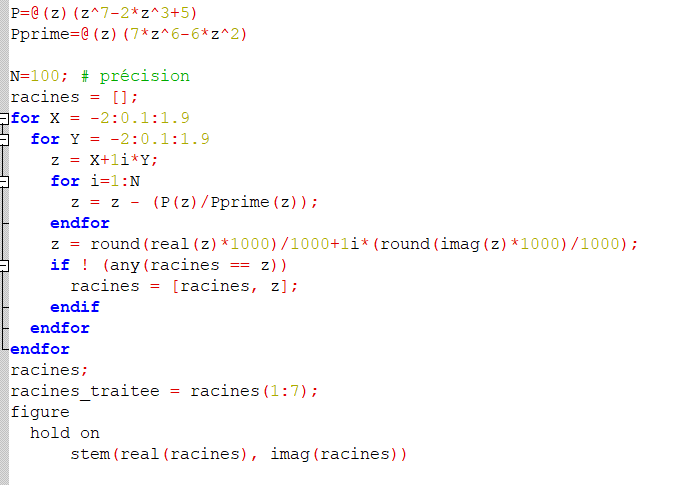 P=@(z)(z^7-2*z^3+5)
Pprime=@(z)(7*z^6-6*z^2)
N=100; # précision
racines = [];
for X = -2:0.1:1.9
for Y = -2:0.1:1.9
z = X+1i*Y;
for i=1:N
z = z - (P(z)/Pprime(z));
endfor
z = round(real(z)*1000)/1000+1i*(round(imag(z)*1000)/1000);
if ! (any(racines == z))
racines = [racines, z];
endif
endfor
endfor
racines;
racines_traitee = racines(1:7);
figure
hold on
stem(real(racines), imag(racines))